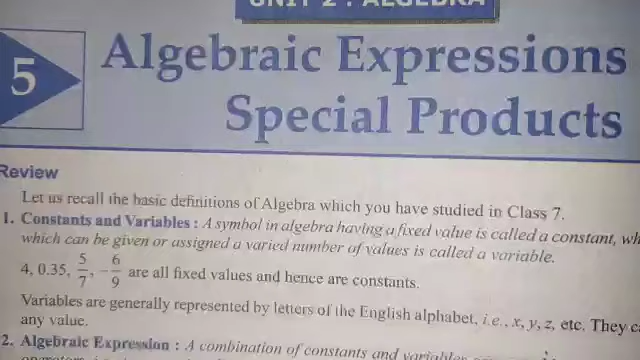 UNIT 2 : ALGEBRA
5
Algebraic Expressions
Special Products
Review
Let us recall the basic definitions of Algebra which you have studied in Class 7.
1. Constants and Variables : A symbol in algebra having a fixed value is called a constant,
which can be given or assigned a varied number of values is called a variable.
4, 0.35, 5/7, -6/9 are all fixed values and hence are constants.
Variables are generally represented by letters of the English alphabet, i.e., x, y, z, etc. They
any value.
2. Algebraic Expression : A combination of constants and variables